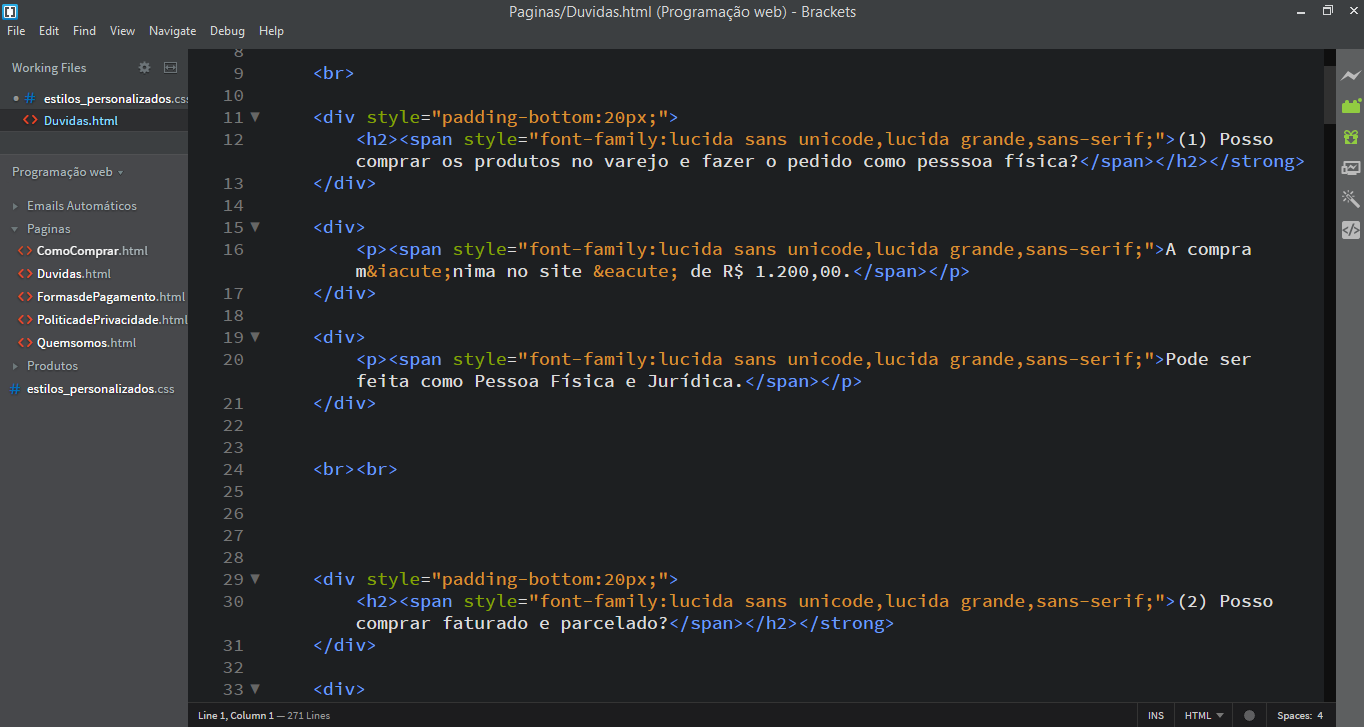 Paginas/Duvidas.html (Programação web) - Brackets
File Edit Find View Navigate Debug Help
Working Files
estilos_personalizados.css
Duvidas.html
Programação web
Emails Automáticos
Paginas
ComoComprar.html
Duvidas.html
FormasdePagamento.html
PoliticadePrivacidade.html
Quemsomos.html
Produtos
estilos_personalizados.css
8
9 <br>
10
11 <div style="padding-bottom:20px;">
12 <h2><span style="font-family:lucida sans unicode,lucida grande,sans-serif;">(1) Posso
comprar os produtos no varejo e fazer o pedido como pesssoa física?</span></h2></strong>
13 </div>
14
15 <div>
16 <p><span style="font-family:lucida sans unicode,lucida grande,sans-serif;">A compra
m&iacute;nima no site &eacute; de R$ 1.200,00.</span></p>
17 </div>
18
19 <div>
20 <p><span style="font-family:lucida sans unicode,lucida grande,sans-serif;">Pode ser
feita como Pessoa Física e Jurídica.</span></p>
21 </div>
22
23
24 <br><br>
25
26
27
28
29 <div style="padding-bottom:20px;">
30 <h2><span style="font-family:lucida sans unicode,lucida grande,sans-serif;">(2) Posso
comprar faturado e parcelado?</span></h2></strong>
31 </div>
32
33 <div>
Line 1, Column 1 — 271 Lines
INS HTML Spaces: 4